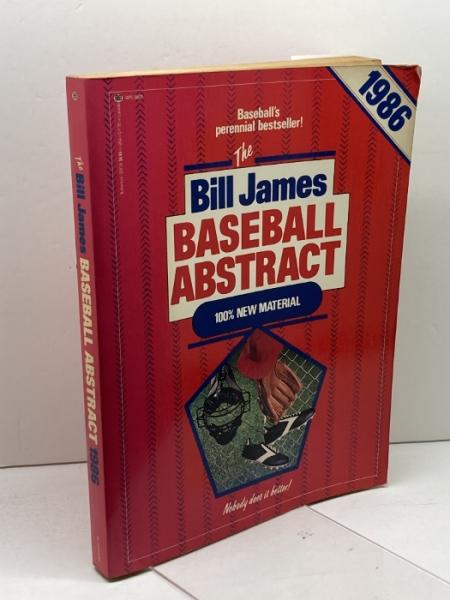 Baseball's
perennial bestseller!
1986
The
Bill James
BASEBALL
ABSTRACT
100% NEW MATERIAL
Nobody does it better!
The Bill James BASEBALL ABSTRACT 1986